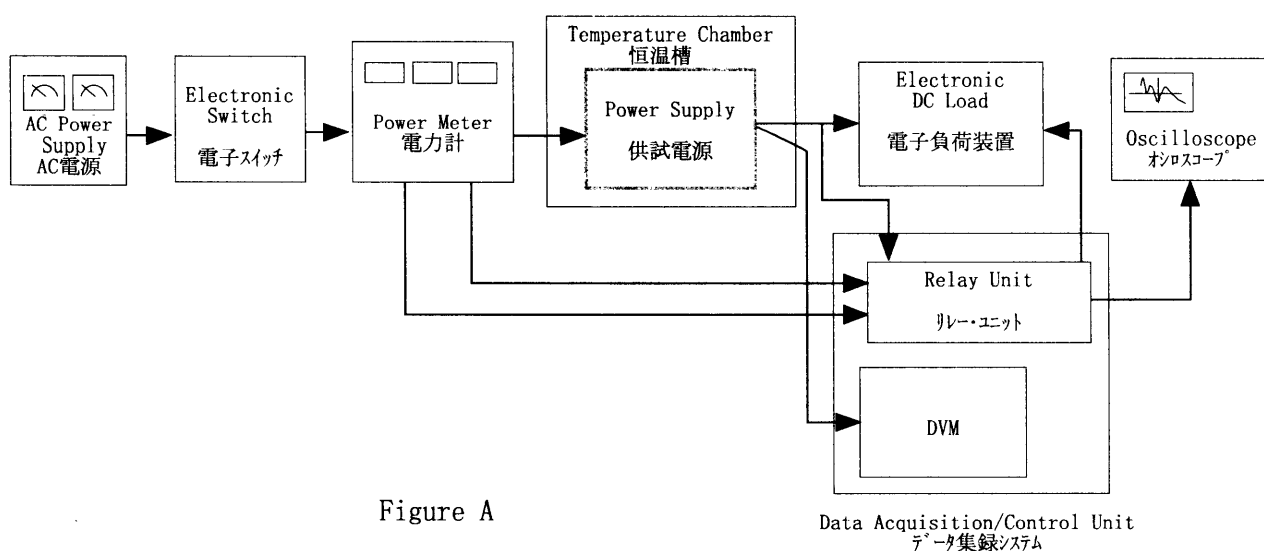 AC Power
Supply
AC電源
Electronic
Switch
電子スイッチ
Power Meter
電力計
Temperature Chamber
恒温槽
Power Supply
供試電源
Electronic
DC Load
電子負荷装置
Oscilloscope
オシロスコープ
Relay Unit
リレー・ユニット
DVM
Data Acquisition/Control Unit
データ集録システム
Figure A